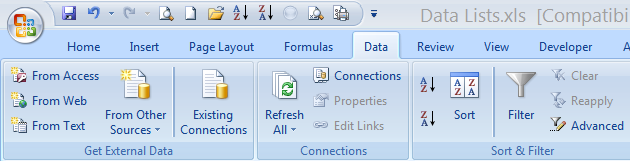 Data Lists.xls [Compatibi
Home Insert Page Layout Formulas Data Review View Developer
From Access
From Web
From Text
From Other Sources
Existing Connections
Get External Data
Refresh All
Connections
Properties
Edit Links
Connections
A Z
Z A
Sort
Filter
Clear
Reapply
Advanced
Sort & Filter